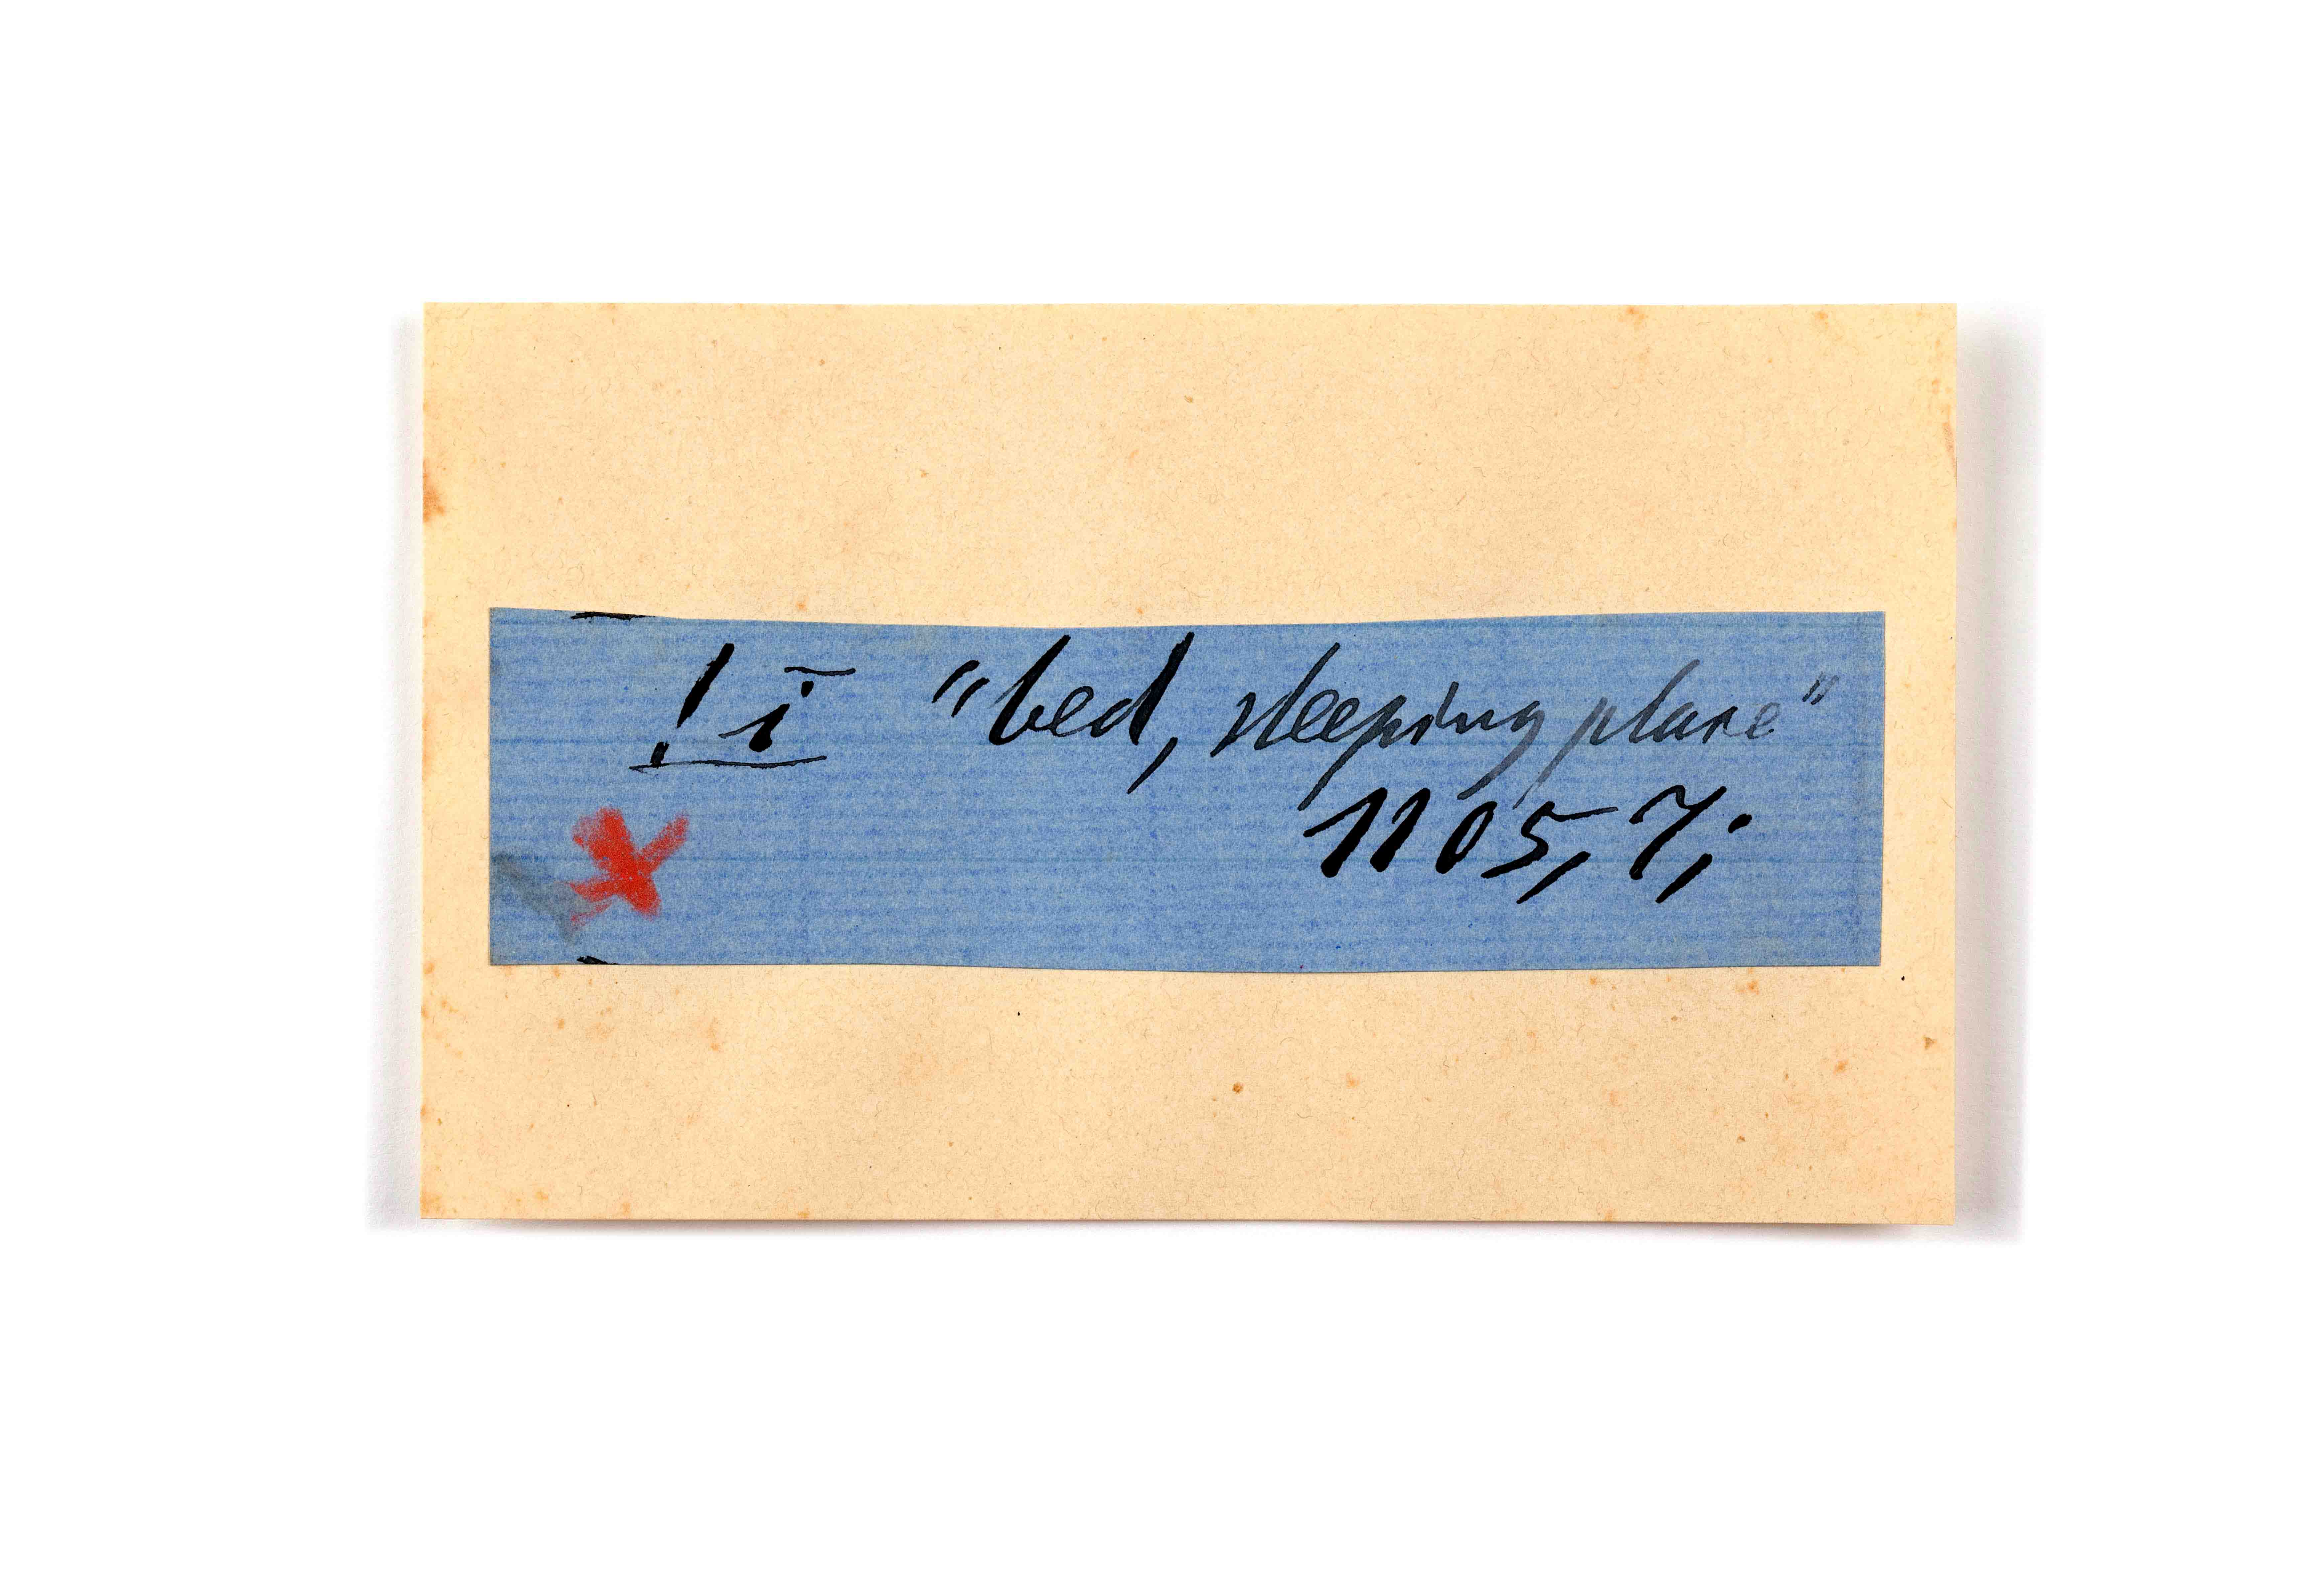 !ī "bed, sleeping place"
1105,7;